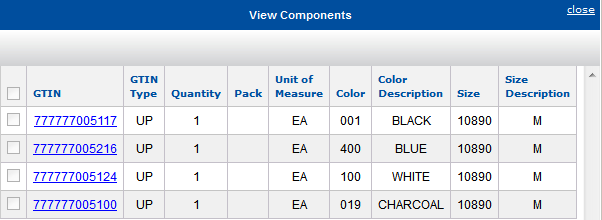 View Components
close
GTIN GTIN Type Quantity Pack Unit of Measure Color Color Description Size Size Description
777777005117 UP 1 EA 001 BLACK 10890 M
777777005216 UP 1 EA 400 BLUE 10890 M
777777005124 UP 1 EA 100 WHITE 10890 M
777777005100 UP 1 EA 019 CHARCOAL 10890 M